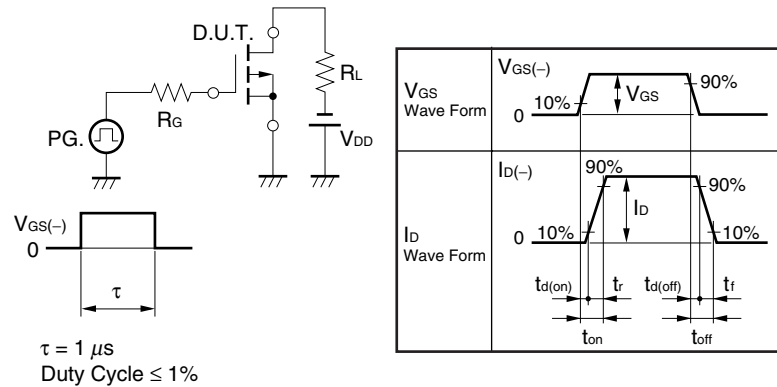 D.U.T.
RL
RG
PG.
VDD
VGS(−)
0
τ
τ = 1 μs
Duty Cycle ≤ 1%
VGS
Wave Form
VGS(−)
10%
0
VGS
90%
ID
Wave Form
ID(−)
90%
90%
ID
10%
0
10%
td(on)
tr
td(off)
tf
ton
toff